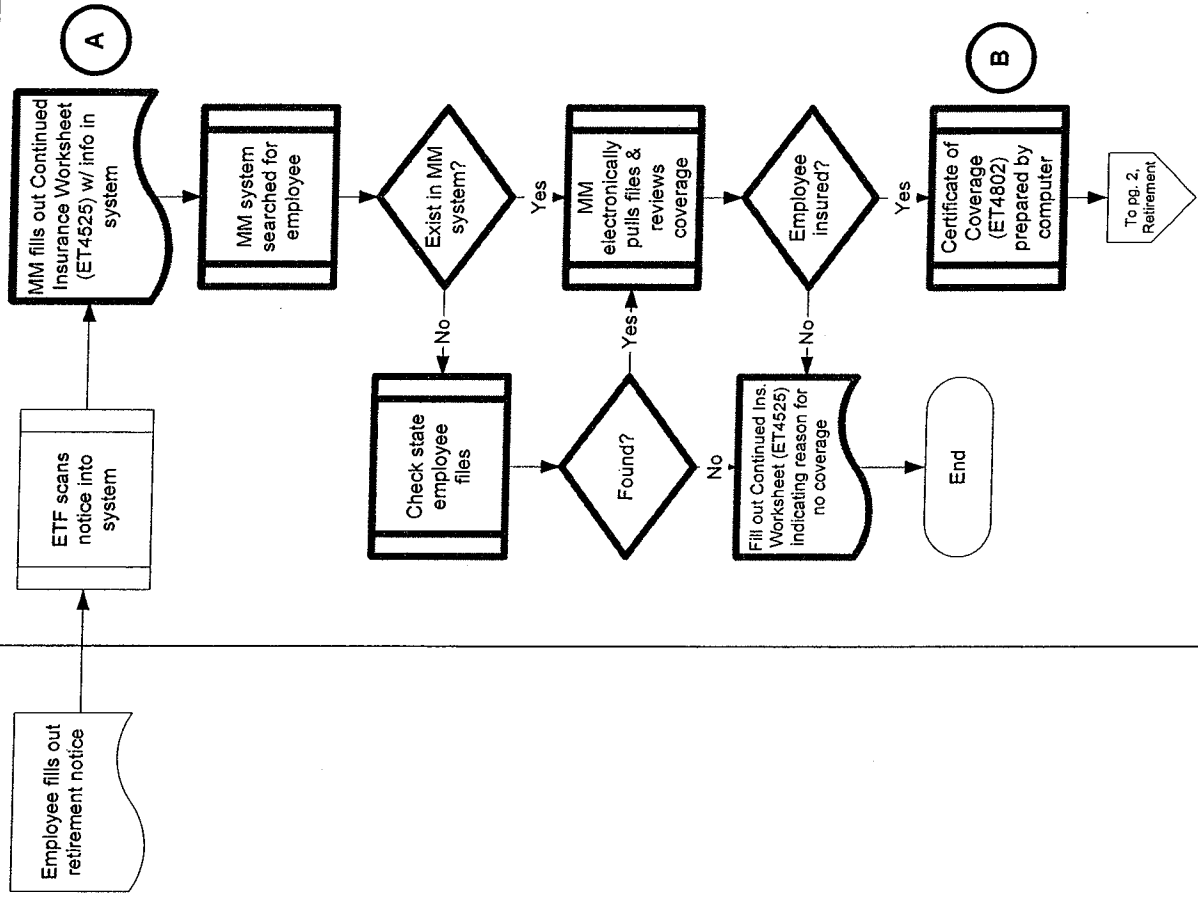 Employee fills out
retirement notice
ETF scans
notice into
system
MM fills out Continued
Insurance Worksheet
(ET4525) w/ info in
system
A
MM system
searched for
employee
Exist in MM
system?
No
Yes
Check state
employee
files
Found?
Yes
No
MM
electronically
pulls files &
reviews
coverage
Employee
insured?
No
Yes
Fill out Continued Ins.
Worksheet (ET4525)
indicating reason for
no coverage
End
Certificate of
Coverage
(ET4802)
prepared by
computer
B
To pg. 2,
Retirement